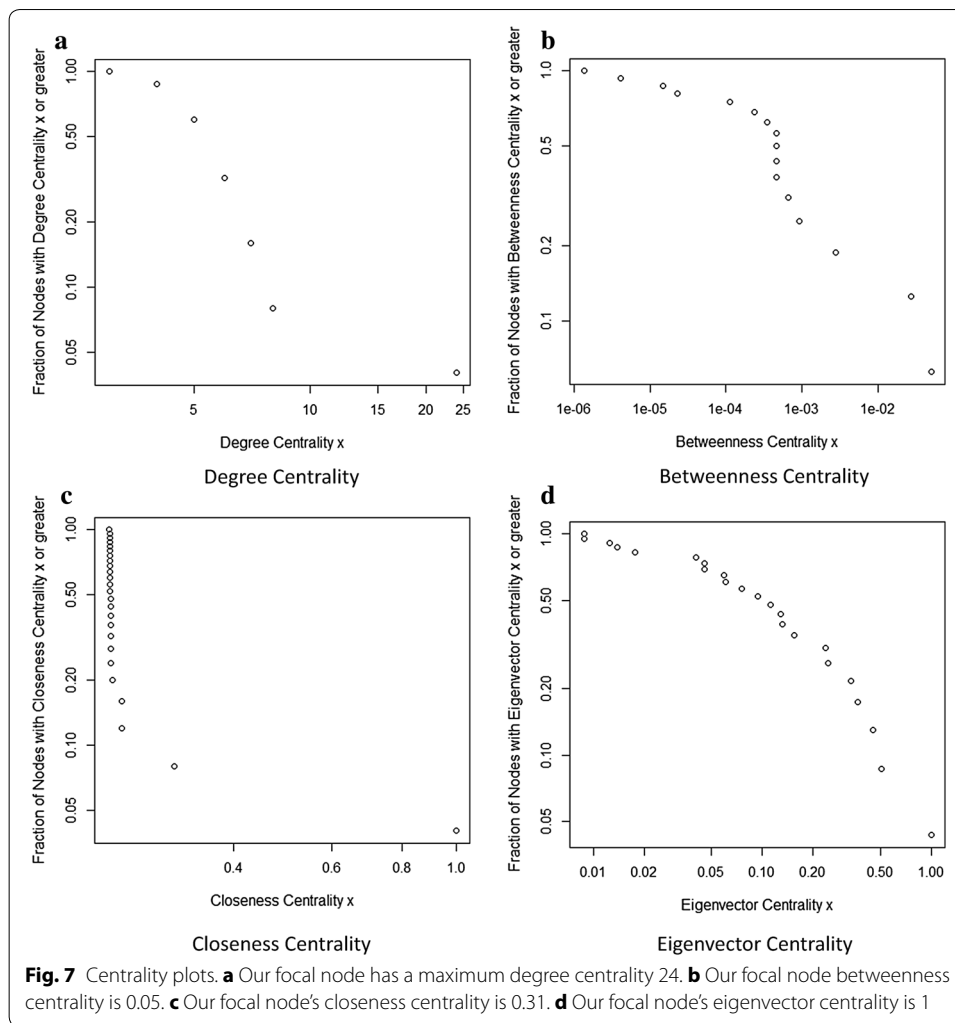 a
Fraction of Nodes with Degree Centrality x or greater
1.00
0.50
0.20
0.10
0.05
5 10 15 20 25
Degree Centrality x
Degree Centrality
b
Fraction of Nodes with Betweenness Centrality x or greater
1.0
0.5
0.2
0.1
1e-06 1e-05 1e-04 1e-03 1e-02
Betweenness Centrality x
Betweenness Centrality
c
Fraction of Nodes with Closeness Centrality x or greater
1.00
0.50
0.20
0.10
0.05
0.4 0.6 0.8 1.0
Closeness Centrality x
Closeness Centrality
d
Fraction of Nodes with Eigenvector Centrality x or greater
1.00
0.50
0.20
0.10
0.05
0.01 0.02 0.05 0.10 0.20 0.50 1.00
Eigenvector Centrality x
Eigenvector Centrality
Fig. 7 Centrality plots. a Our focal node has a maximum degree centrality 24. b Our focal node betweenness
centrality is 0.05. c Our focal node's closeness centrality is 0.31. d Our focal node's eigenvector centrality is 1